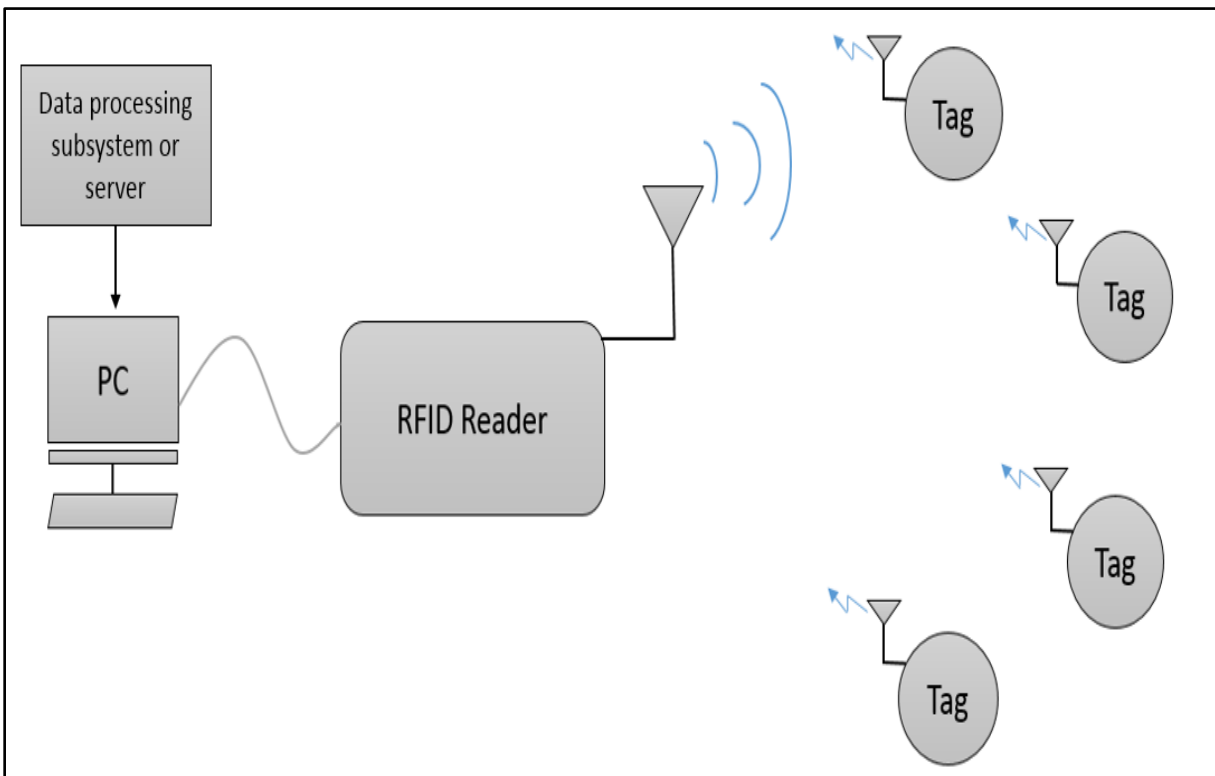 Data processing
subsystem or
server
PC
RFID Reader
Tag
Tag
Tag
Tag